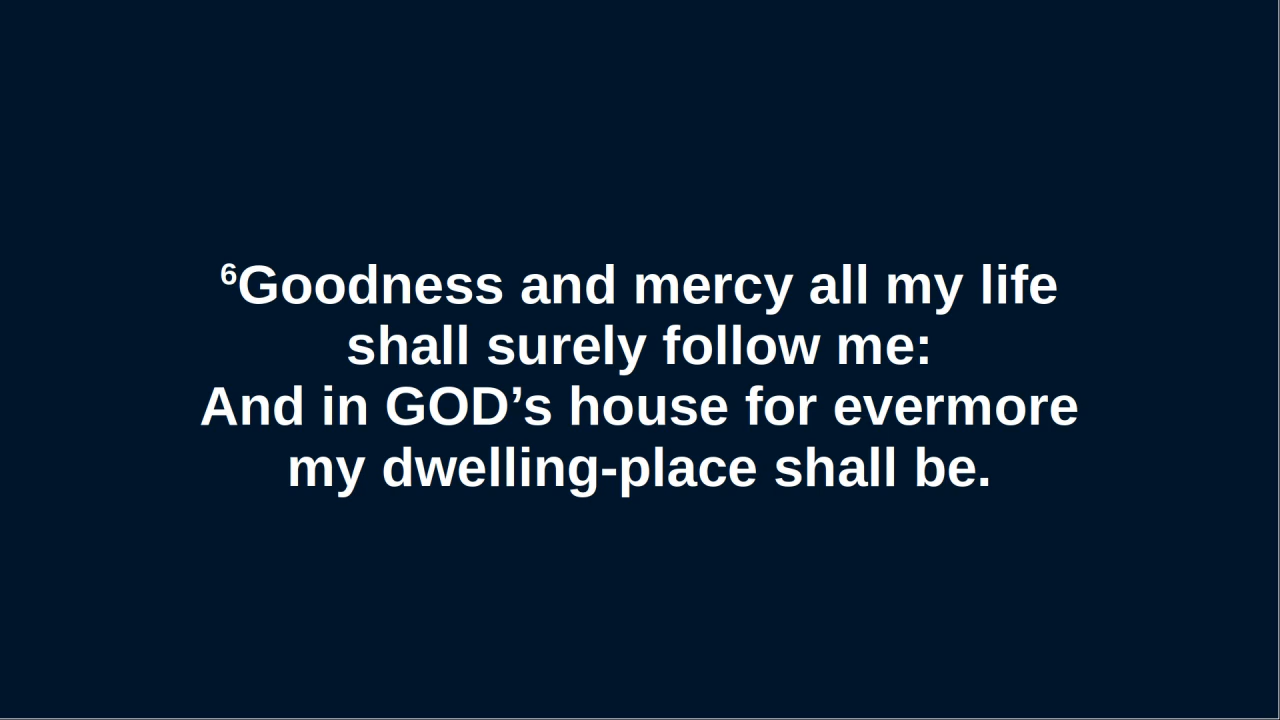 ⁶Goodness and mercy all my life
shall surely follow me:
And in GOD’s house for evermore
my dwelling-place shall be.